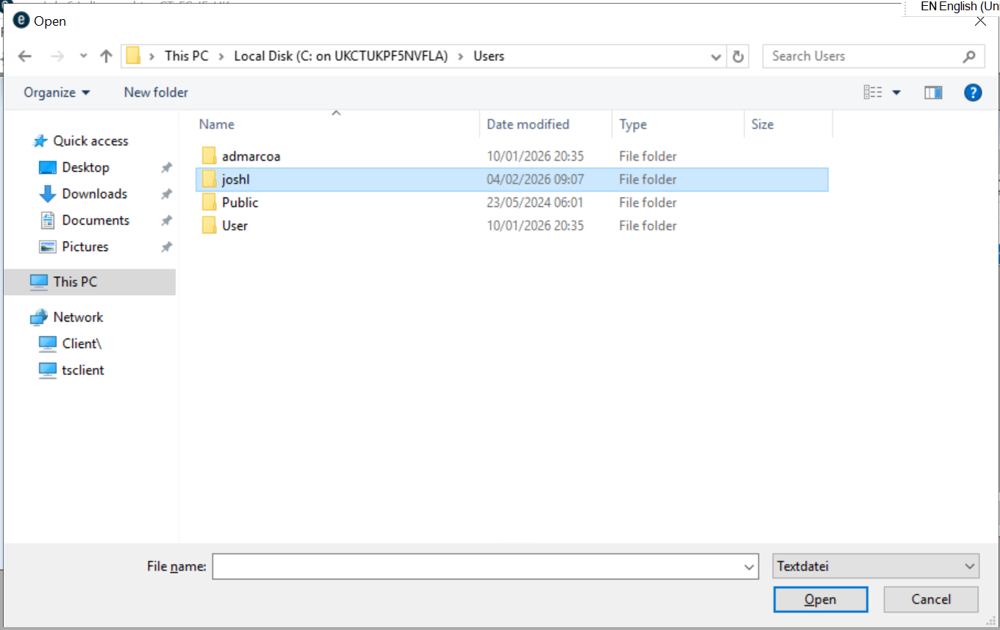 EN English (Uni
Open
This PC > Local Disk (C: on UKCTUKPF5NVFLA) > Users
Search Users
Organize
New folder
Name Date modified Type Size
Quick access
Desktop
Downloads
Documents
Pictures
This PC
Network
Client\
tsclient
admarcoa 10/01/2026 20:35 File folder
joshl 04/02/2026 09:07 File folder
Public 23/05/2024 06:01 File folder
User 10/01/2026 20:35 File folder
File name:
Textdatei
Open
Cancel